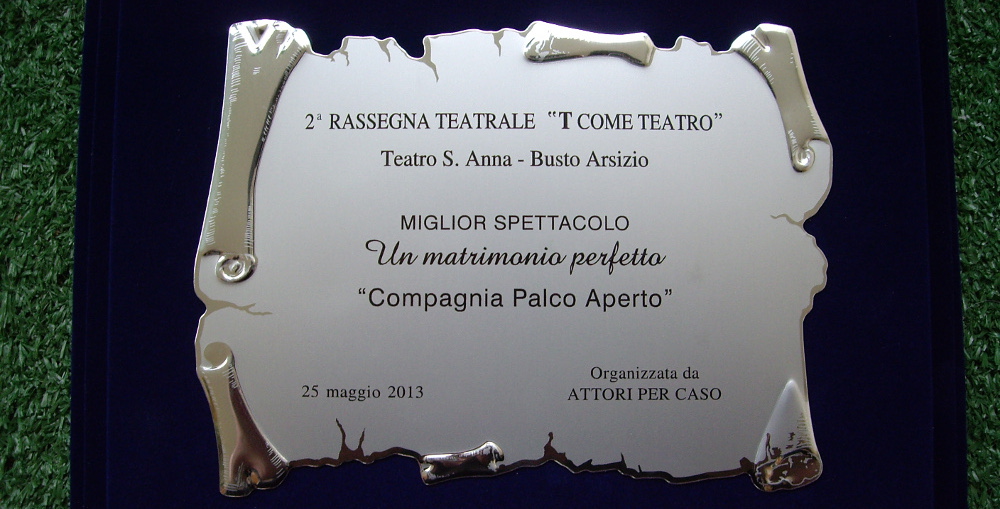 2ª RASSEGNA TEATRALE "T COME TEATRO"
Teatro S. Anna - Busto Arsizio
MIGLIOR SPETTACOLO
Un matrimonio perfetto
“Compagnia Palco Aperto”
25 maggio 2013
Organizzata da
ATTORI PER CASO